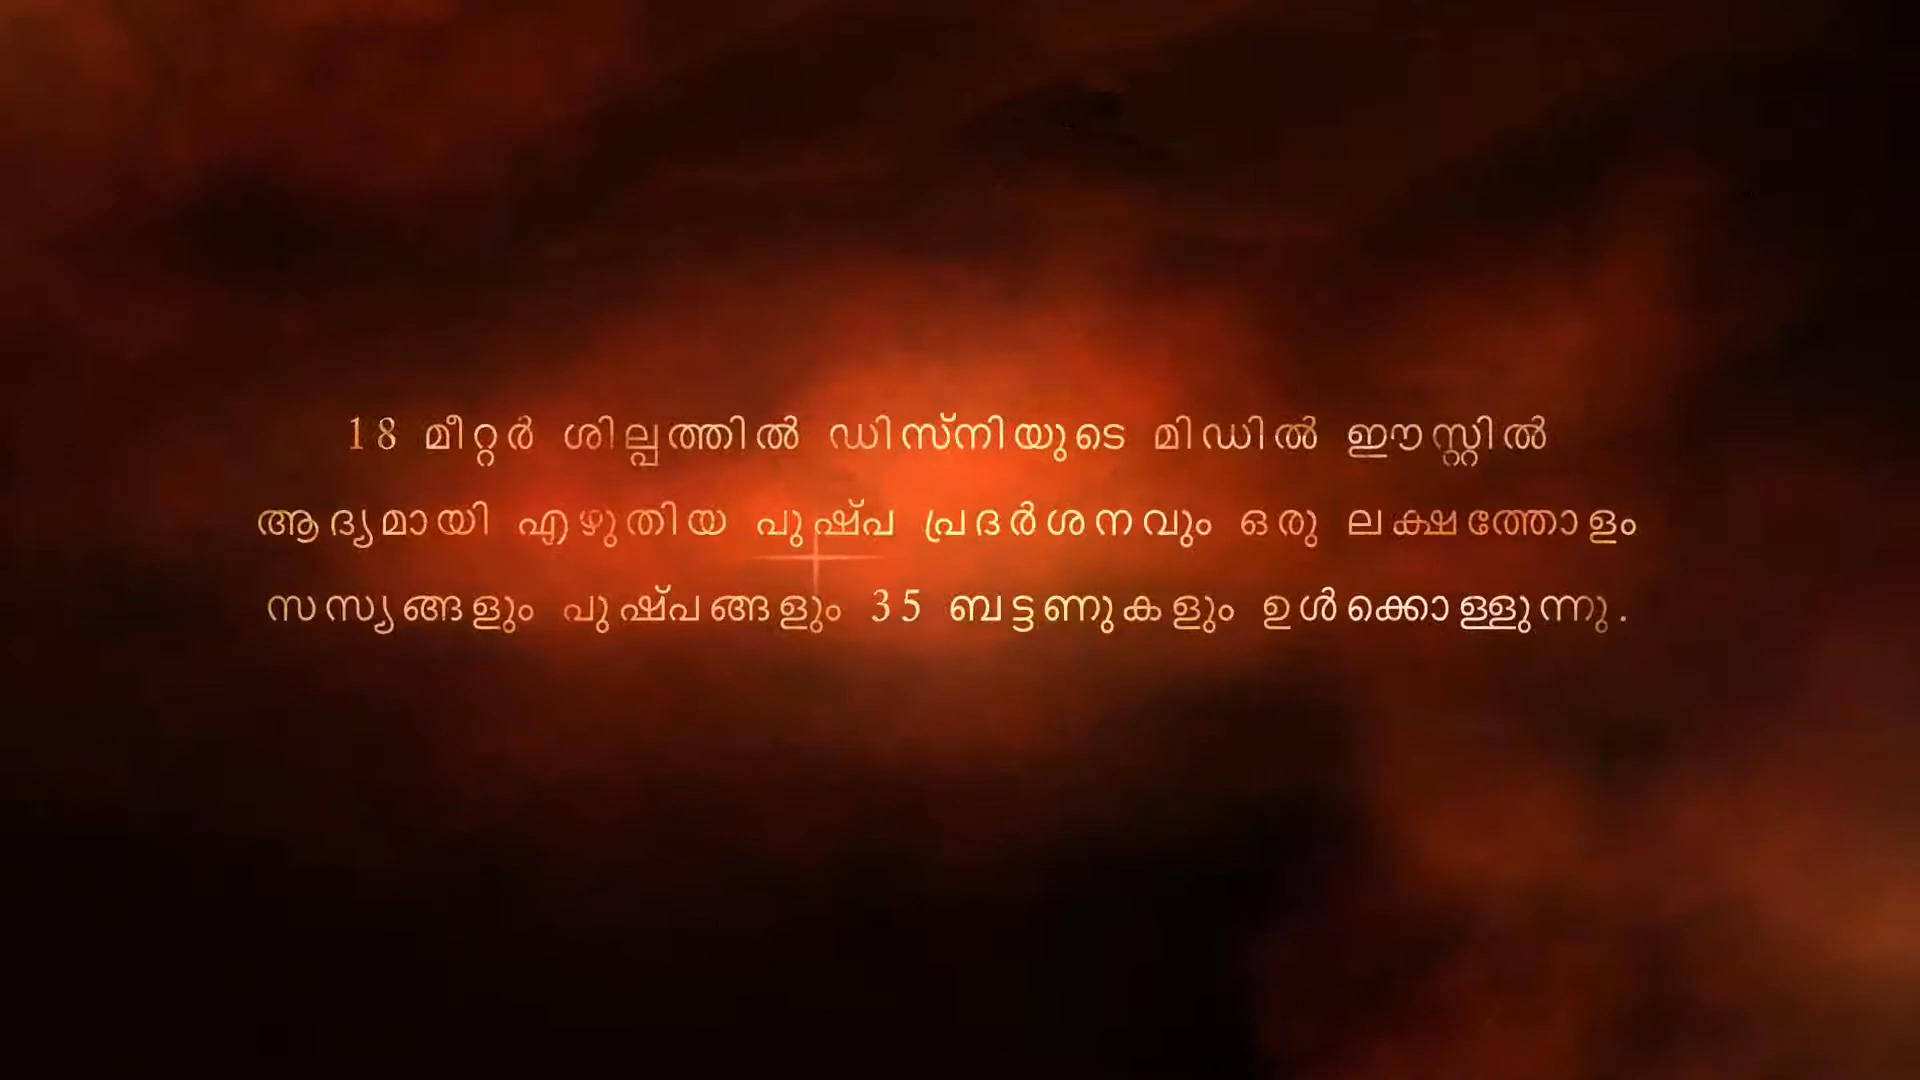 18 മീറ്റർ ശില്പത്തിൽ ഡിസ്നിയുടെ മിഡിൽ ഈസ്റ്റിൽ
ആദ്യമായി എഴുതിയ പുഷ്പ പ്രദർശനവും ഒരു ലക്ഷത്തോളം
സസ്യങ്ങളും പുഷ്പങ്ങളും 35 ബട്ടണുകളും ഉൾക്കൊള്ളുന്നു.